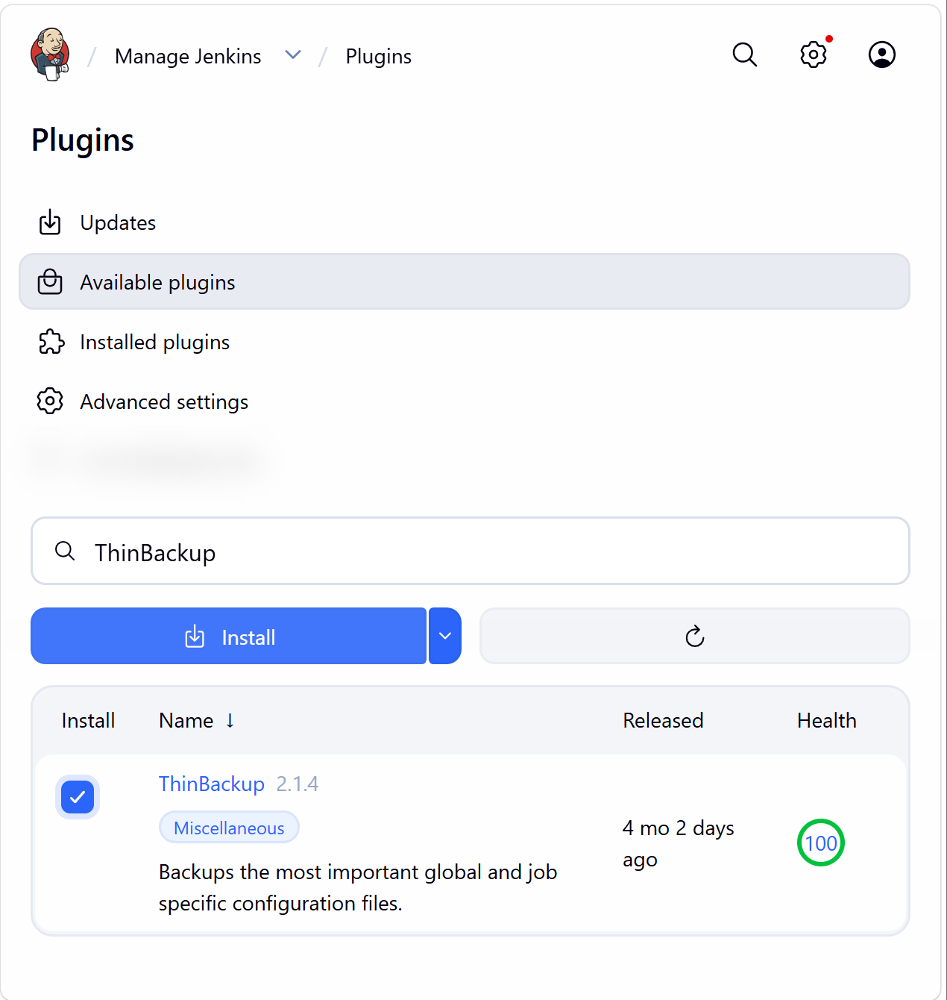 / Manage Jenkins / Plugins
Plugins
Updates
Available plugins
Installed plugins
Advanced settings
ThinBackup
Install
Install Name ↓ Released Health
ThinBackup 2.1.4
Miscellaneous
Backups the most important global and job
specific configuration files.
4 mo 2 days
ago
100